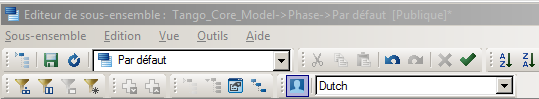 Editeur de sous-ensemble : Tango_Core_Model->Phase->Par défaut [Publique]*
Sous-ensemble Edition Vue Outils Aide
Par défaut
Dutch